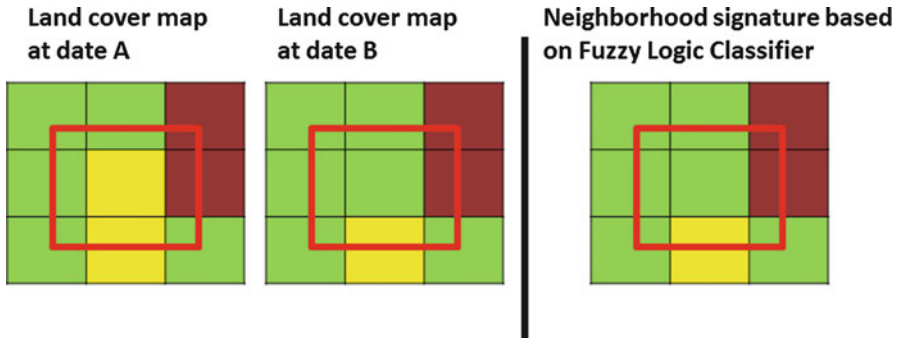 Land cover map
at date A
Land cover map
at date B
Neighborhood signature based
on Fuzzy Logic Classifier